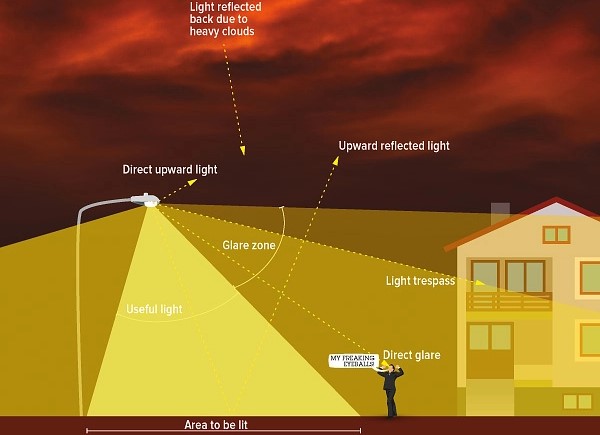 Light reflected
back due to
heavy clouds
Upward reflected light
Direct upward light
Glare zone
Light trespass
Useful light
MY FREAKING
EYEBALLS!
Direct glare
Area to be lit